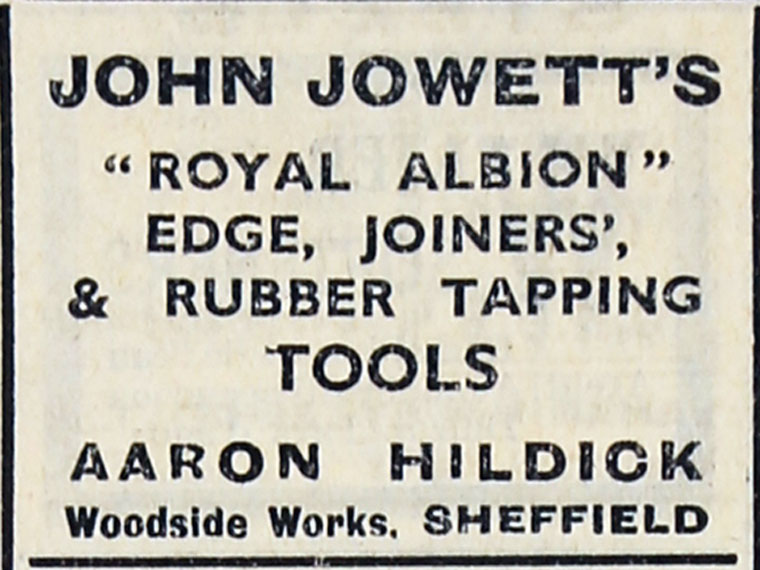 JOHN JOWETT'S
“ROYAL ALBION”
EDGE, JOINERS',
& RUBBER TAPPING
TOOLS
AARON HILDICK
Woodside Works, SHEFFIELD